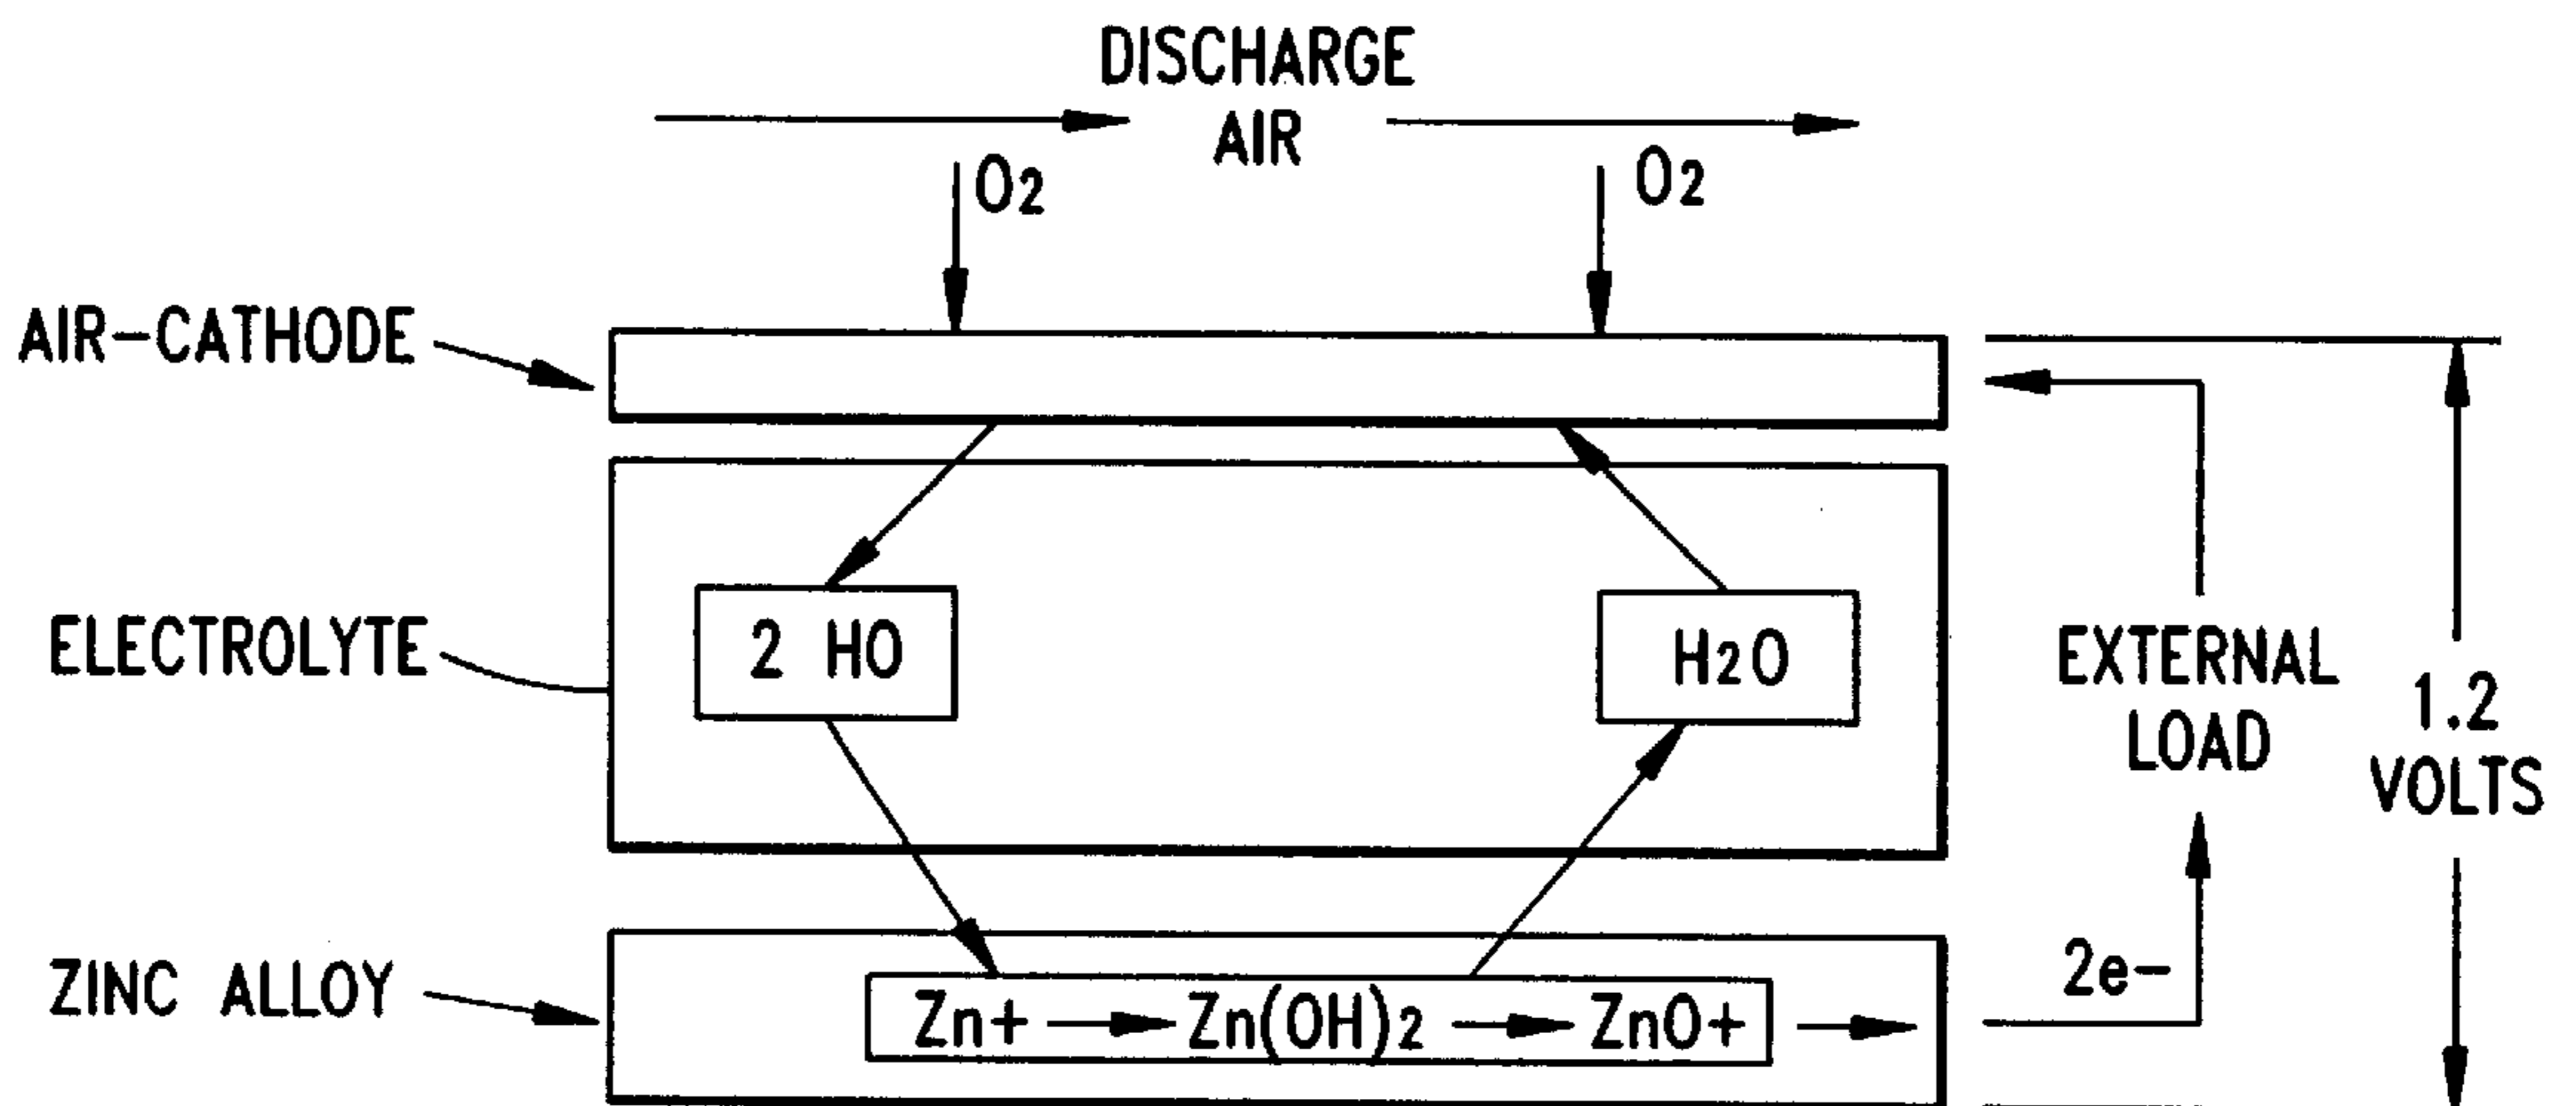 DISCHARGE
AIR
O2
O2
AIR-CATHODE
ELECTROLYTE
2 HO
H2O
EXTERNAL
LOAD
1.2
VOLTS
ZINC ALLOY
Zn+ → Zn(OH)2 → ZnO+ →
2e-